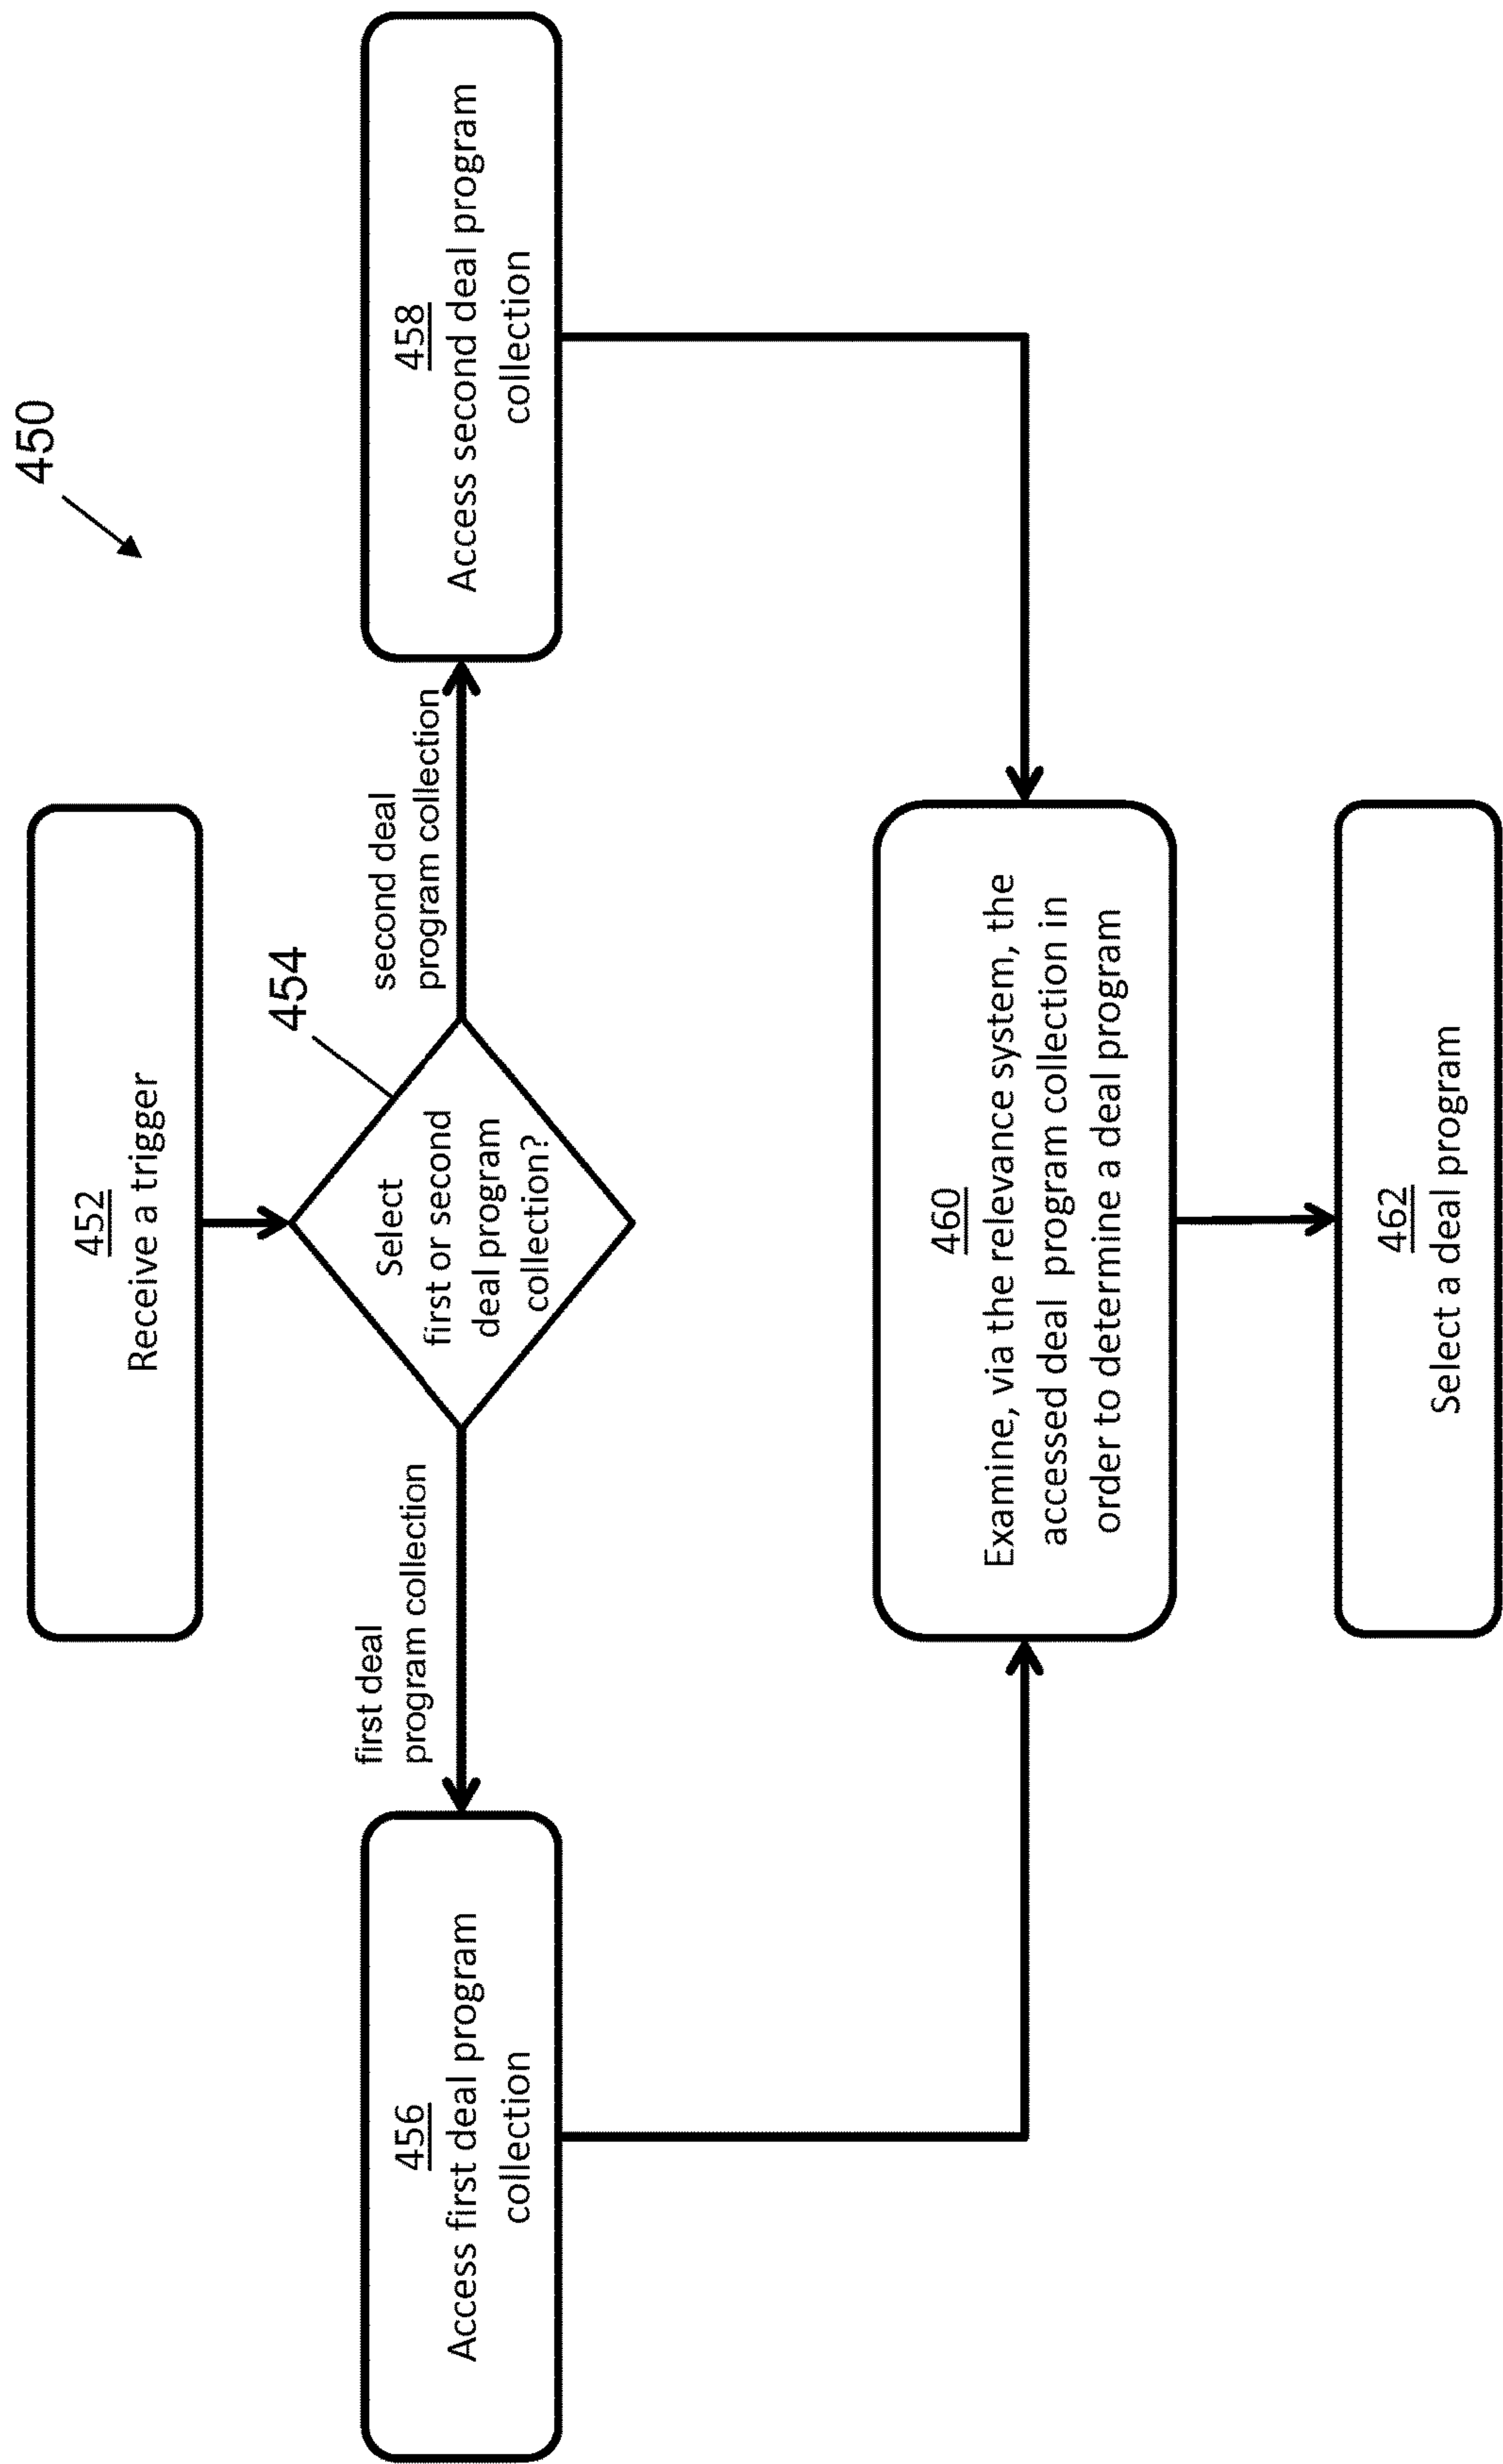 450
452
Receive a trigger
454
Select
first or second
deal program
collection?
first deal
program collection
second deal
program collection
456
Access first deal program
collection
458
Access second deal program
collection
460
Examine, via the relevance system, the
accessed deal program collection in
order to determine a deal program
462
Select a deal program